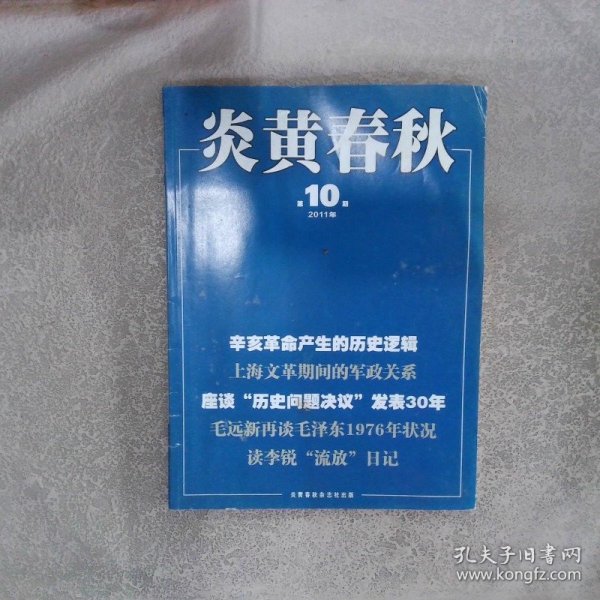 炎黄春秋
第10期
2011年
辛亥革命产生的历史逻辑
上海文革期间的军政关系
座谈“历史问题决议”发表30年
毛远新再谈毛泽东1976年状况
读李锐“流放”日记
炎黄春秋杂志社出版
孔夫子旧书网
www.kongfz.com